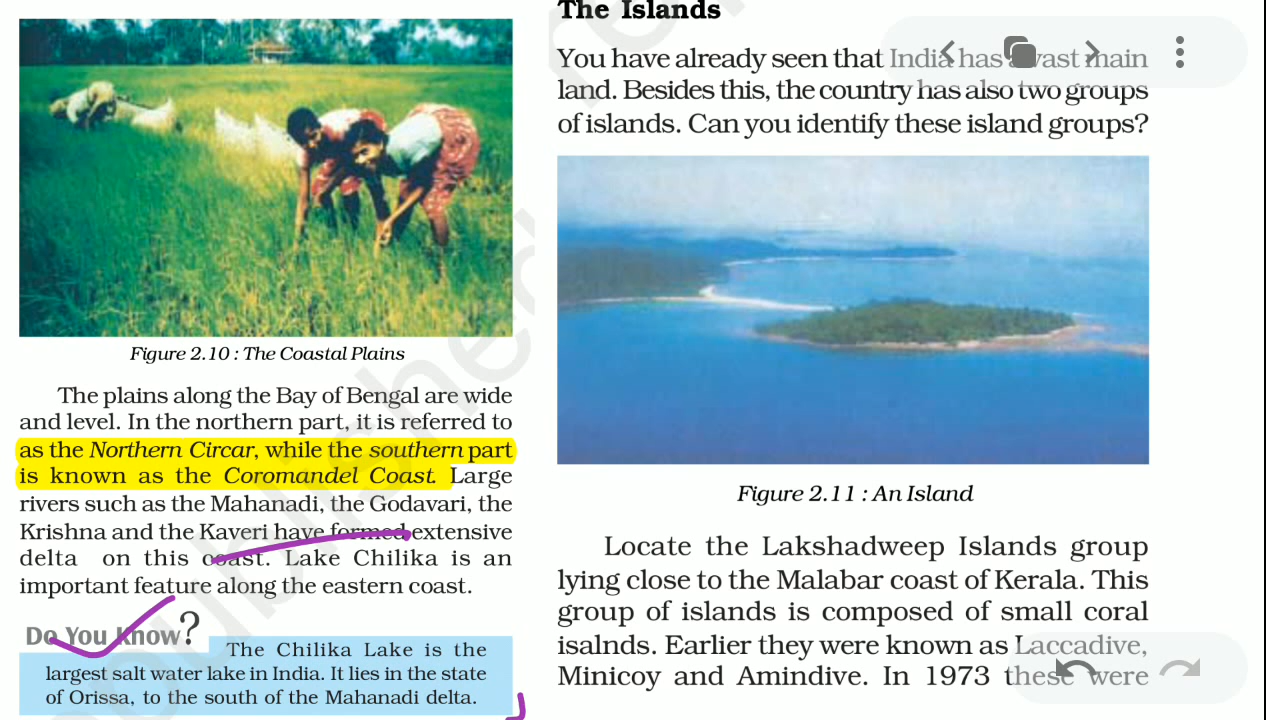 Figure 2.10 : The Coastal Plains
The plains along the Bay of Bengal are wide
and level. In the northern part, it is referred to
as the Northern Circar, while the southern part
is known as the Coromandel Coast. Large
rivers such as the Mahanadi, the Godavari, the
Krishna and the Kaveri have formed extensive
delta on this coast. Lake Chilika is an
important feature along the eastern coast.
Do You Know?
The Chilika Lake is the
largest salt water lake in India. It lies in the state
of Orissa, to the south of the Mahanadi delta.
The Islands
You have already seen that India has a vast main
land. Besides this, the country has also two groups
of islands. Can you identify these island groups?
Figure 2.11 : An Island
Locate the Lakshadweep Islands group
lying close to the Malabar coast of Kerala. This
group of islands is composed of small coral
isalnds. Earlier they were known as Laccadive,
Minicoy and Amindive. In 1973 these were